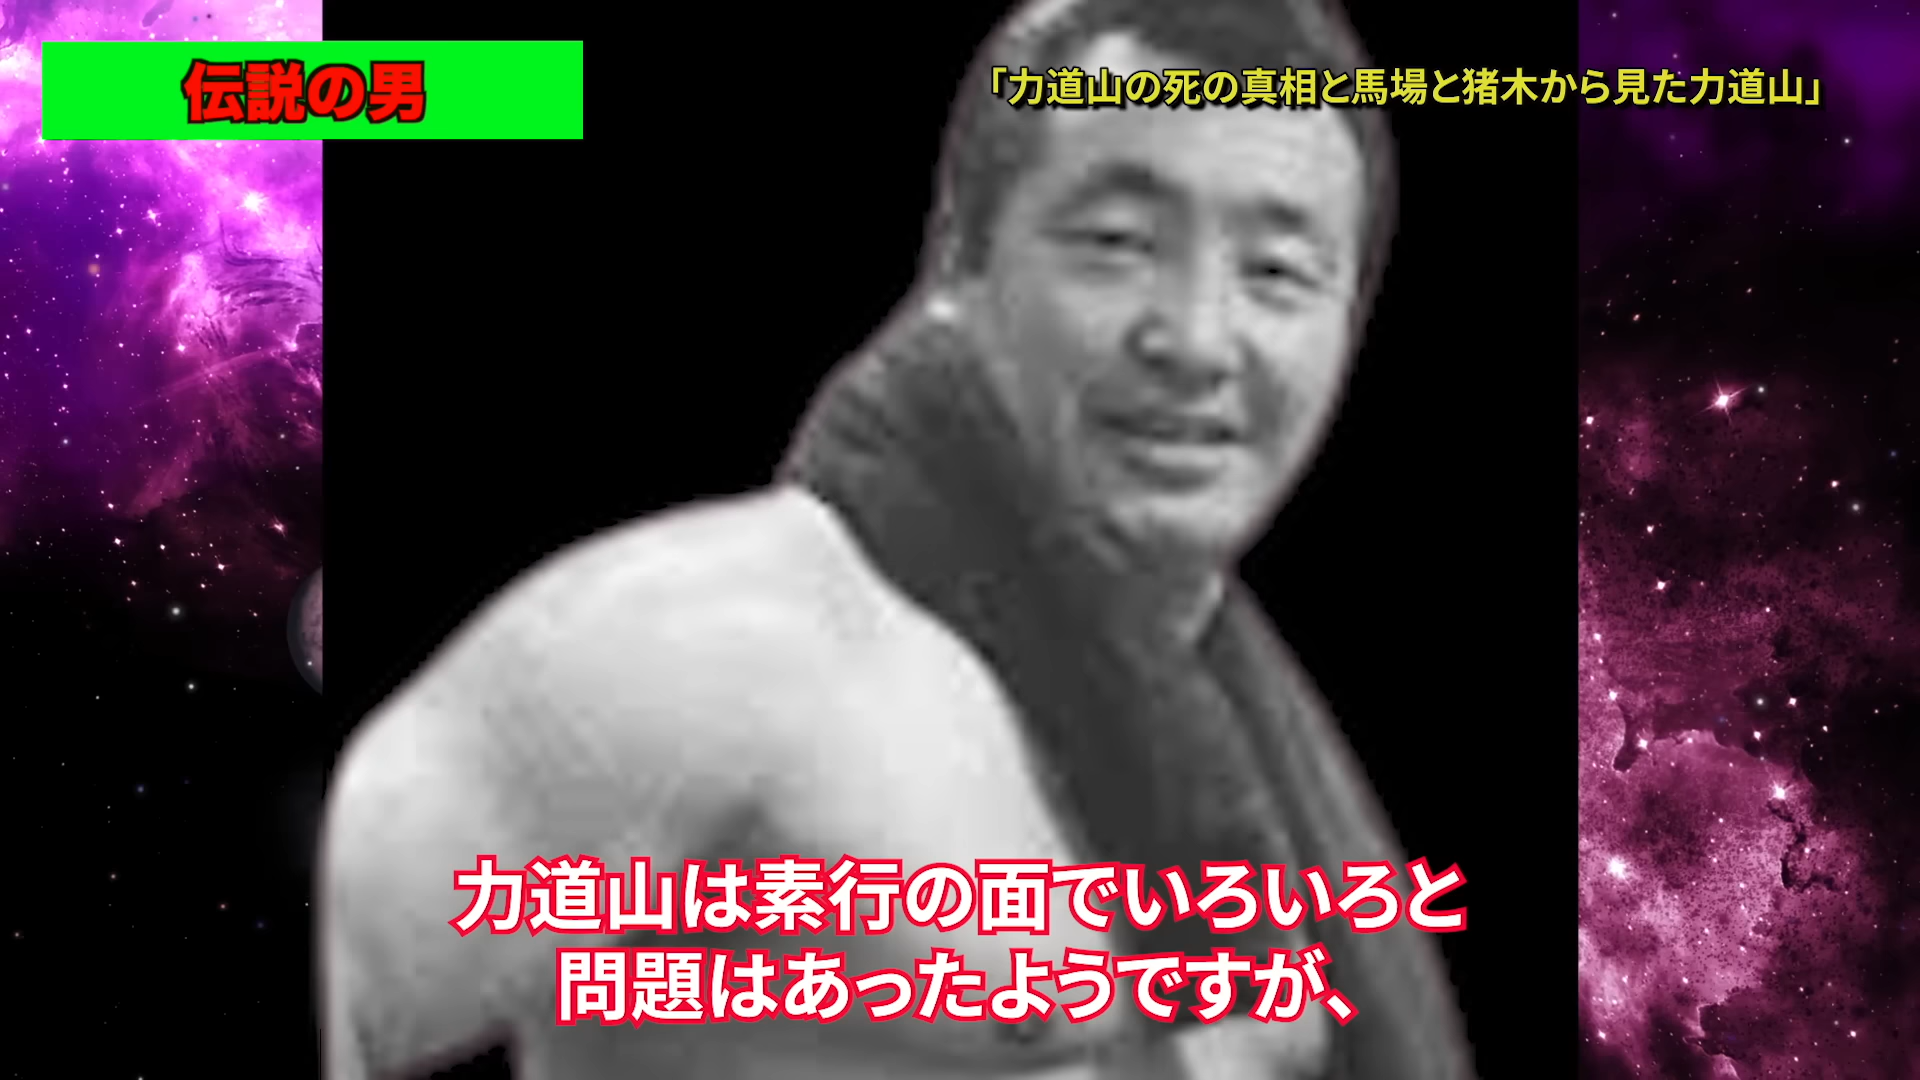 伝説の男
「力道山の死の真相と馬場と猪木から見た力道山」
力道山は素行の面でいろいろと
問題はあったようですが、